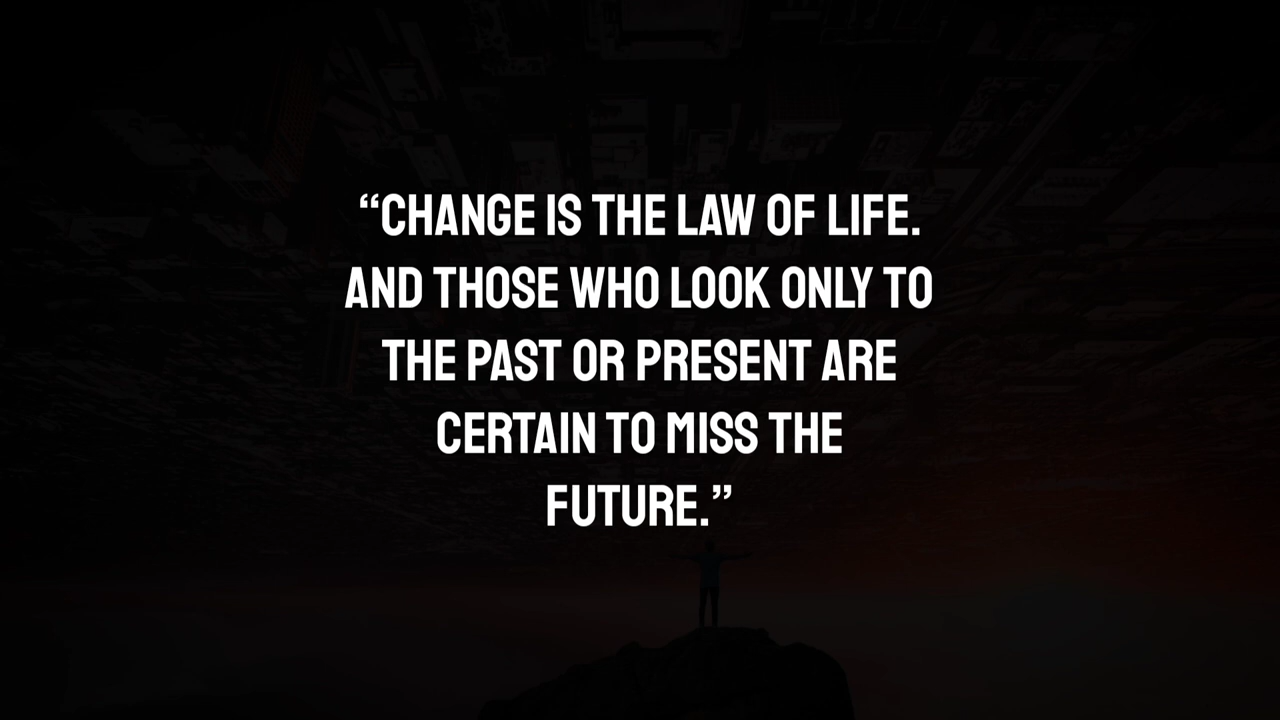 “CHANGE IS THE LAW OF LIFE.
AND THOSE WHO LOOK ONLY TO
THE PAST OR PRESENT ARE
CERTAIN TO MISS THE
FUTURE.”